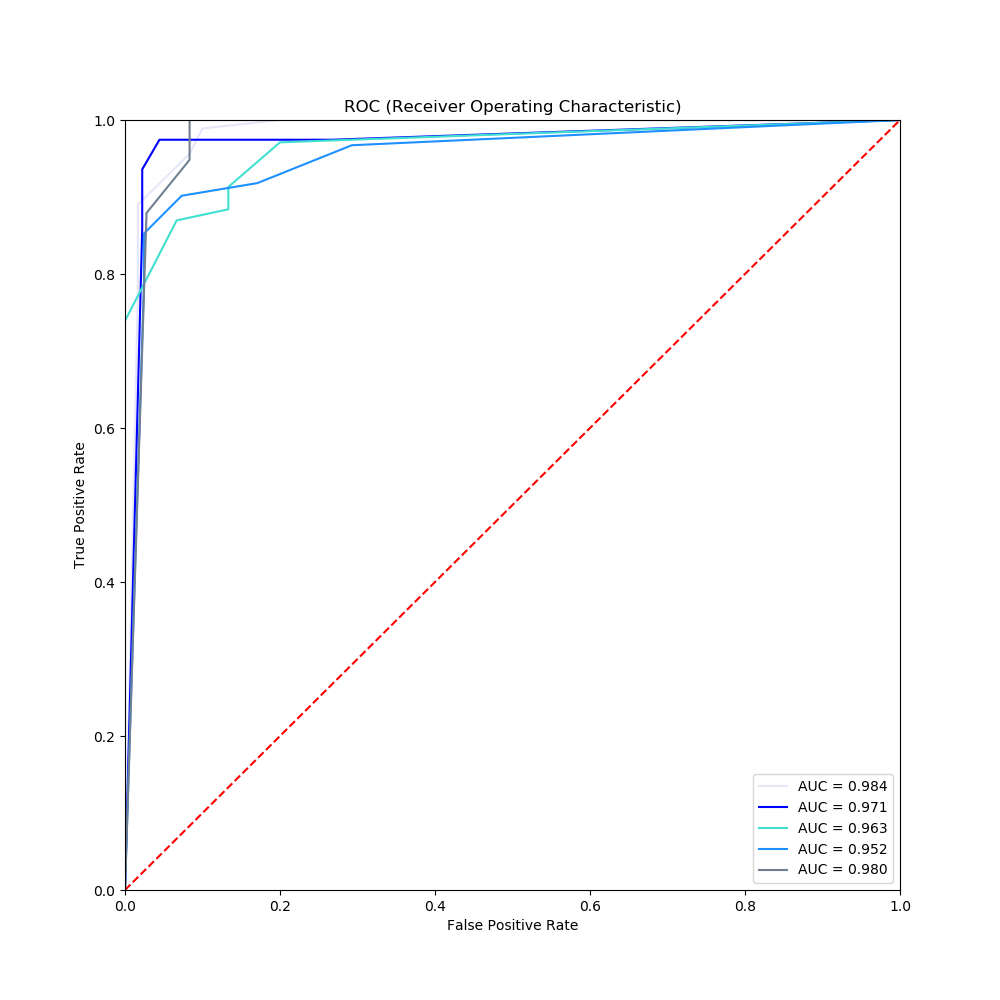 ROC (Receiver Operating Characteristic)
1.0
0.8
0.6
0.4
0.2
0.0
True Positive Rate
0.0 0.2 0.4 0.6 0.8 1.0
False Positive Rate
AUC = 0.984
AUC = 0.971
AUC = 0.963
AUC = 0.952
AUC = 0.980